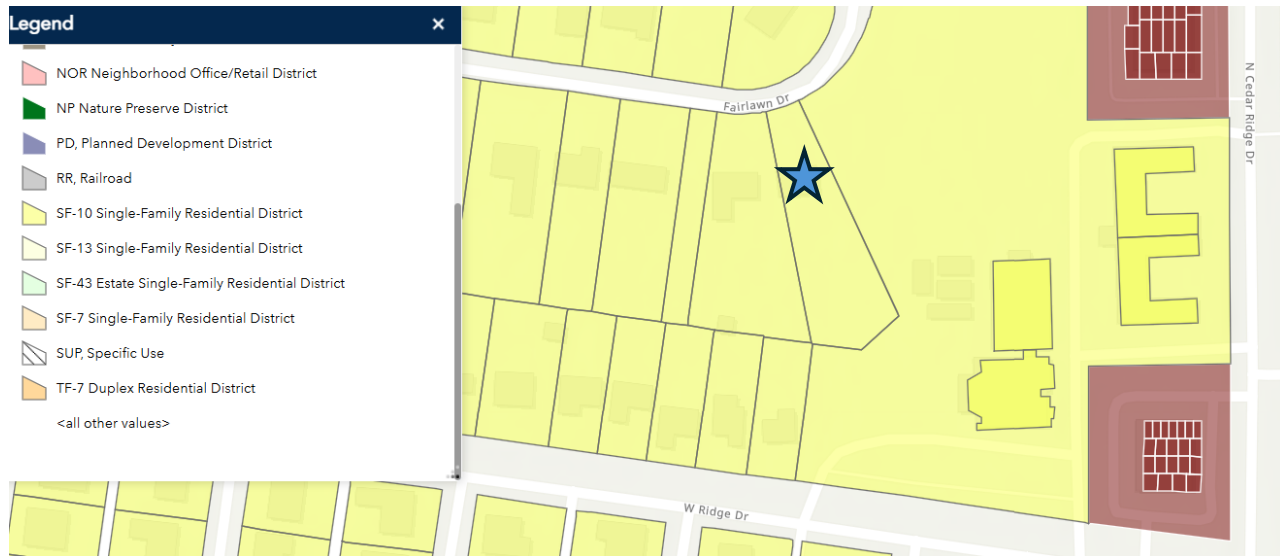 Legend
×
NOR Neighborhood Office/Retail District
NP Nature Preserve District
PD, Planned Development District
RR, Railroad
SF-10 Single-Family Residential District
SF-13 Single-Family Residential District
SF-43 Estate Single-Family Residential District
SF-7 Single-Family Residential District
SUP, Specific Use
TF-7 Duplex Residential District
<all other values>
Fairlawn Dr
N Cedar Ridge Dr
W Ridge Dr